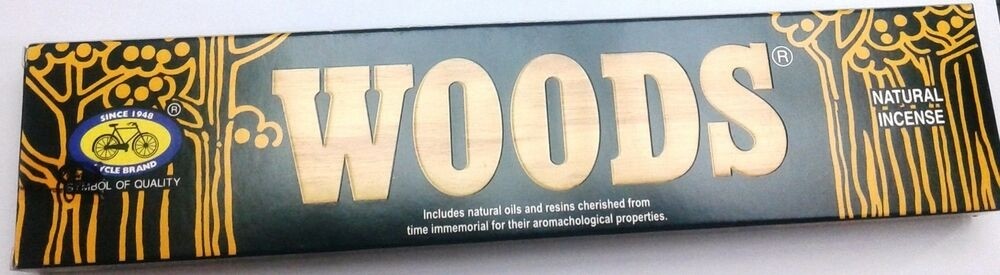 WOODS®
SINCE 1948
CYCLE BRAND
®
SYMBOL OF QUALITY
NATURAL
INCENSE
Includes natural oils and resins cherished from
time immemorial for their aromachological properties.